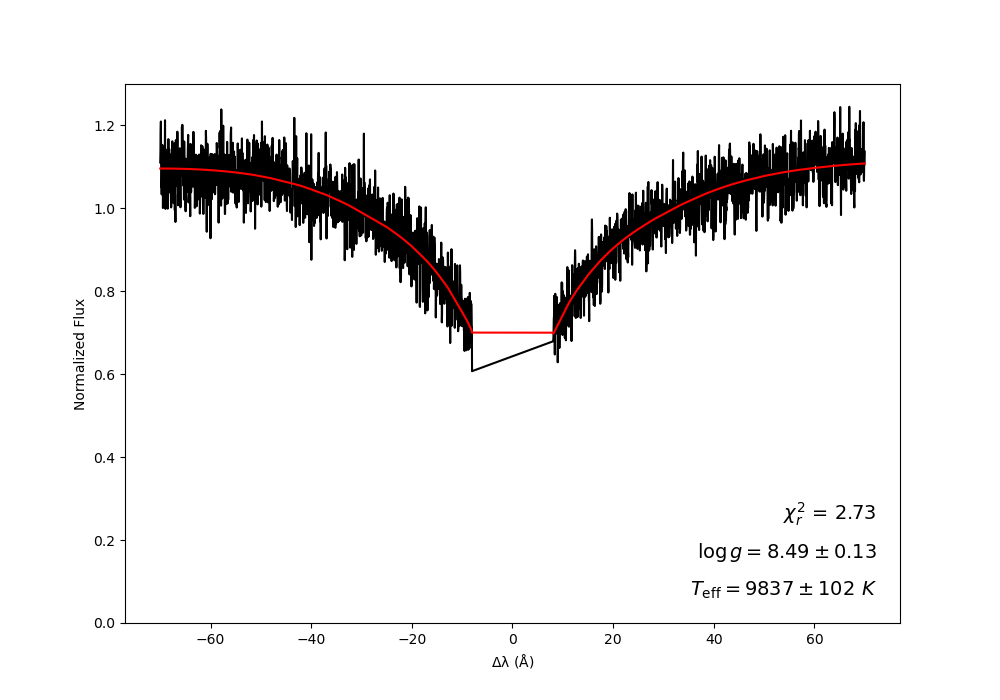 1.2
1.0
0.8
0.6
0.4
0.2
0.0
Normalized Flux
χ²ᵣ = 2.73
log g = 8.49 ± 0.13
T_eff = 9837 ± 102 K
−60 −40 −20 0 20 40 60
Δλ (Å)